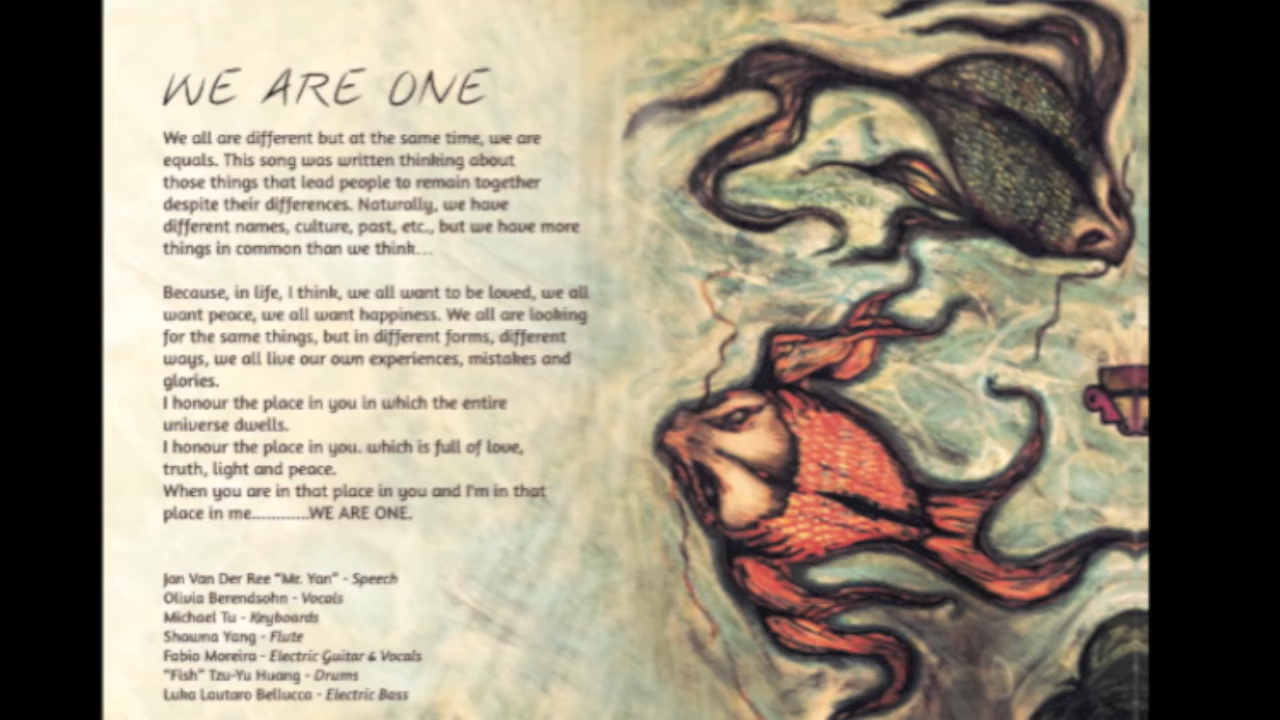 WE ARE ONE
We all are different but at the same time, we are
equals. This song was written thinking about
those things that lead people to remain together
despite their differences. Naturally, we have
different names, culture, past, etc., but we have more
things in common than we think...
Because, in life, I think, we all want to be loved, we all
want peace, we all want happiness. We all are looking
for the same things, but in different forms, different
ways, we all live our own experiences, mistakes and
glories.
I honour the place in you in which the entire
universe dwells.
I honour the place in you. which is full of love,
truth, light and peace.
When you are in that place in you and I'm in that
place in me............WE ARE ONE.
Jan Van Der Ree "Mr. Yan" - Speech
Olivia Berendsohn - Vocals
Michael Tu - Keyboards
Shawna Yang - Flute
Fabio Moreira - Electric Guitar & Vocals
"Fish" Tzu-Yu Huang - Drums
Luka Lautaro Bellucca - Electric Bass